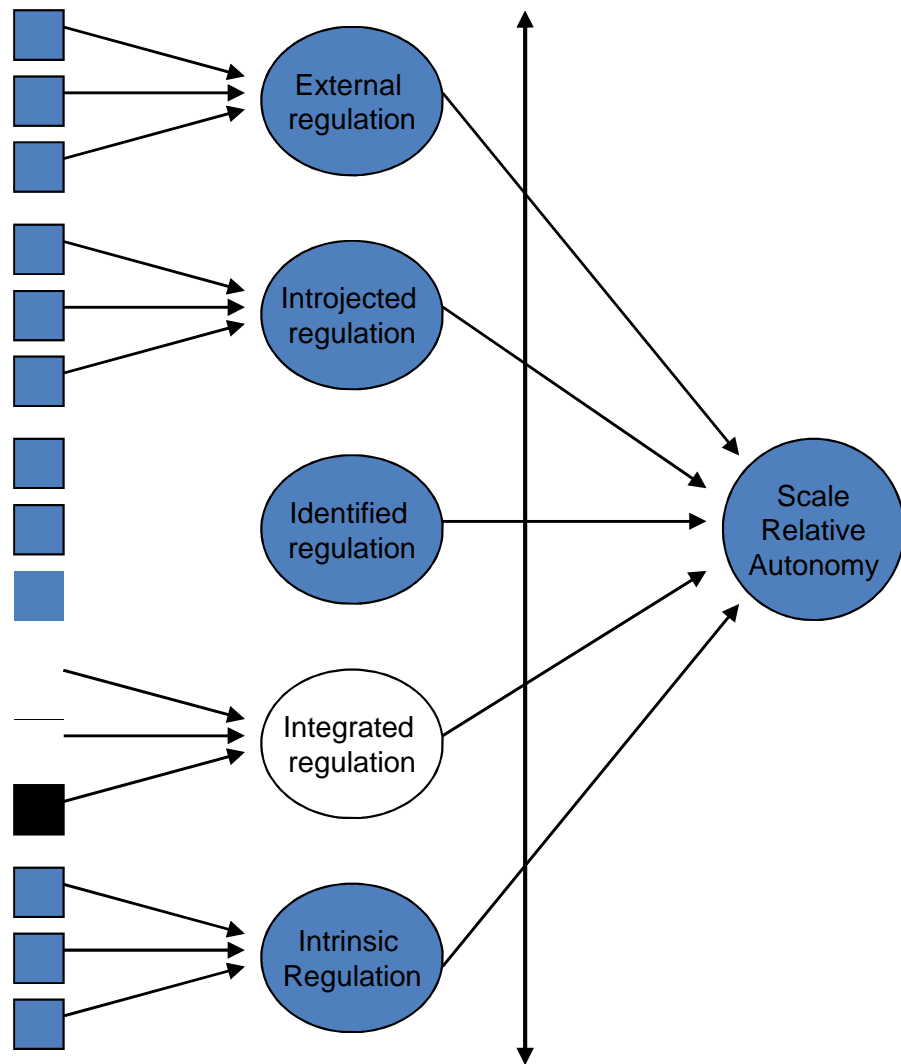 External
regulation
Introjected
regulation
Identified
regulation
Scale
Relative
Autonomy
Integrated
regulation
Intrinsic
Regulation